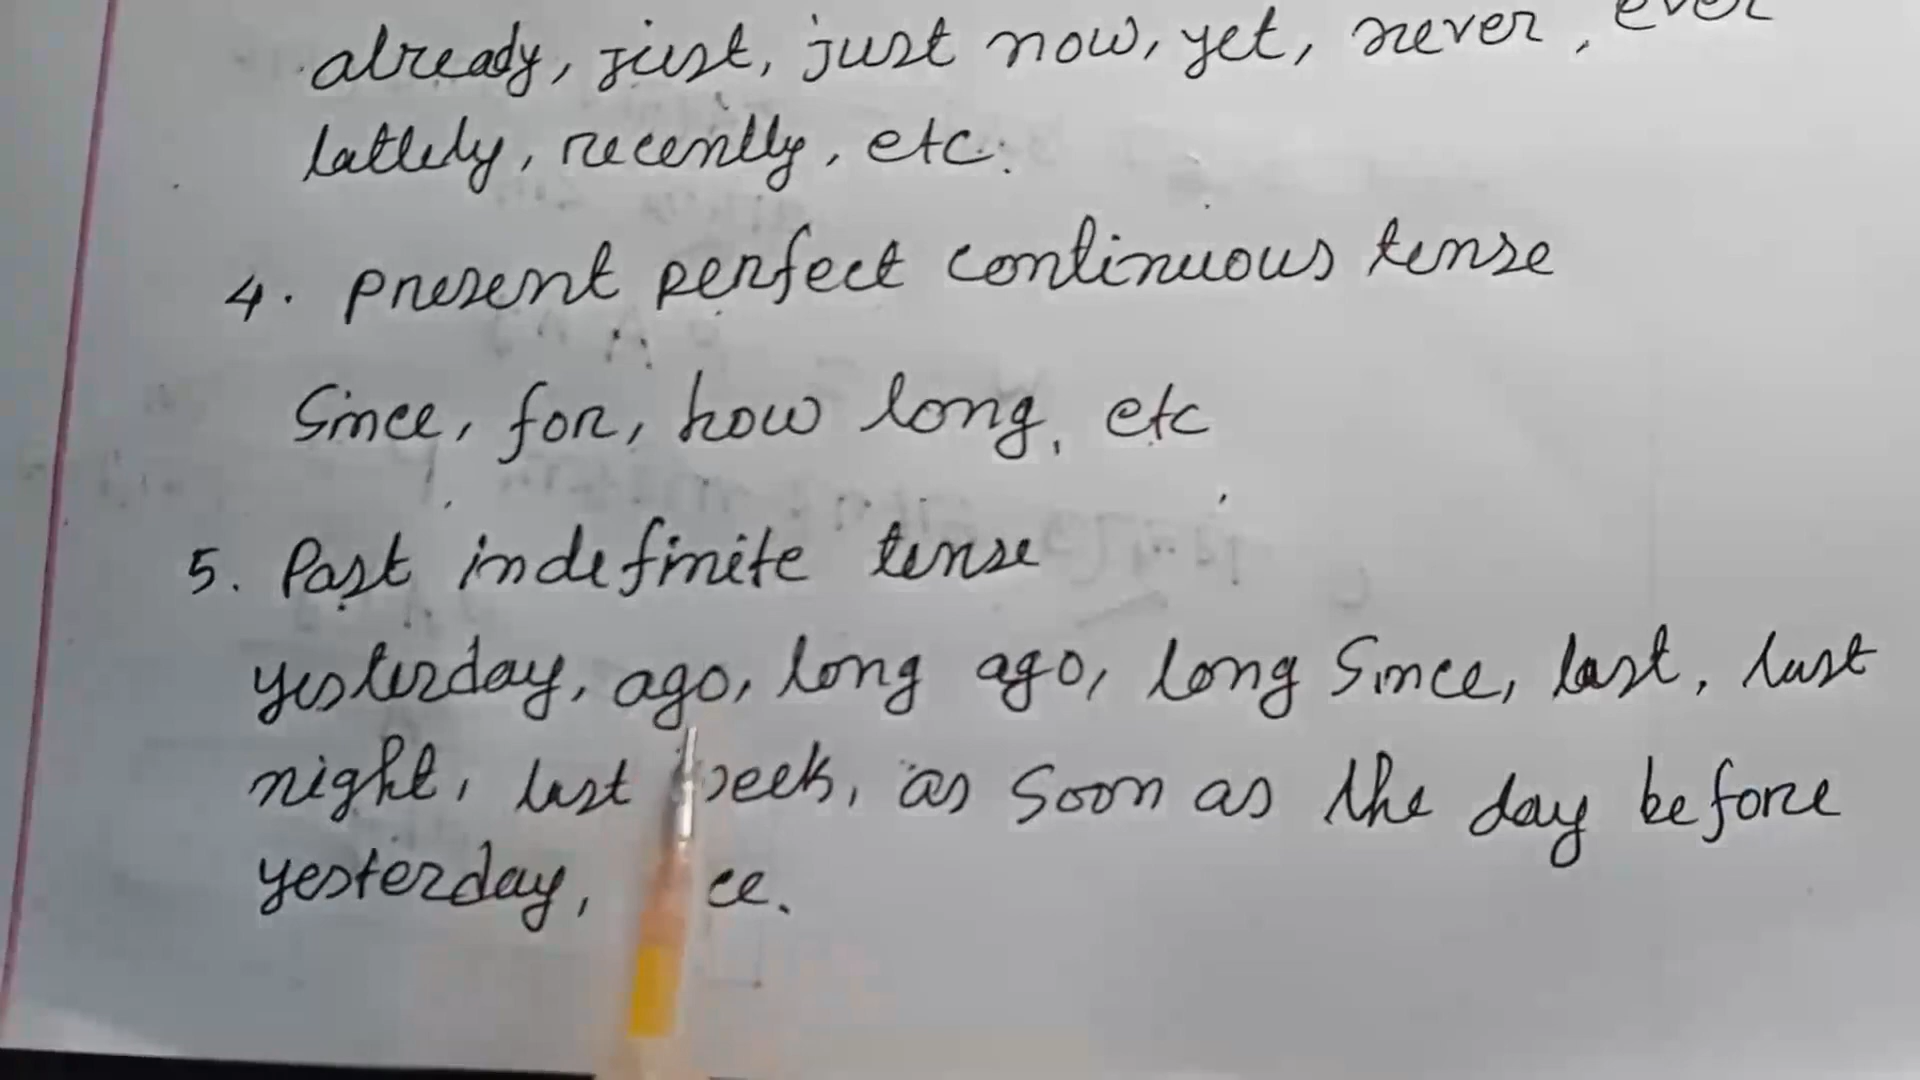 already, just, just now, yet, never, ever
latlely, recently, etc.
4. present perfect continuous tense
Since, for, how long, etc
5. Past indefinite tense
yesterday, ago, long ago, long Since, last, last
night, last week, as soon as the day before
yesterday,